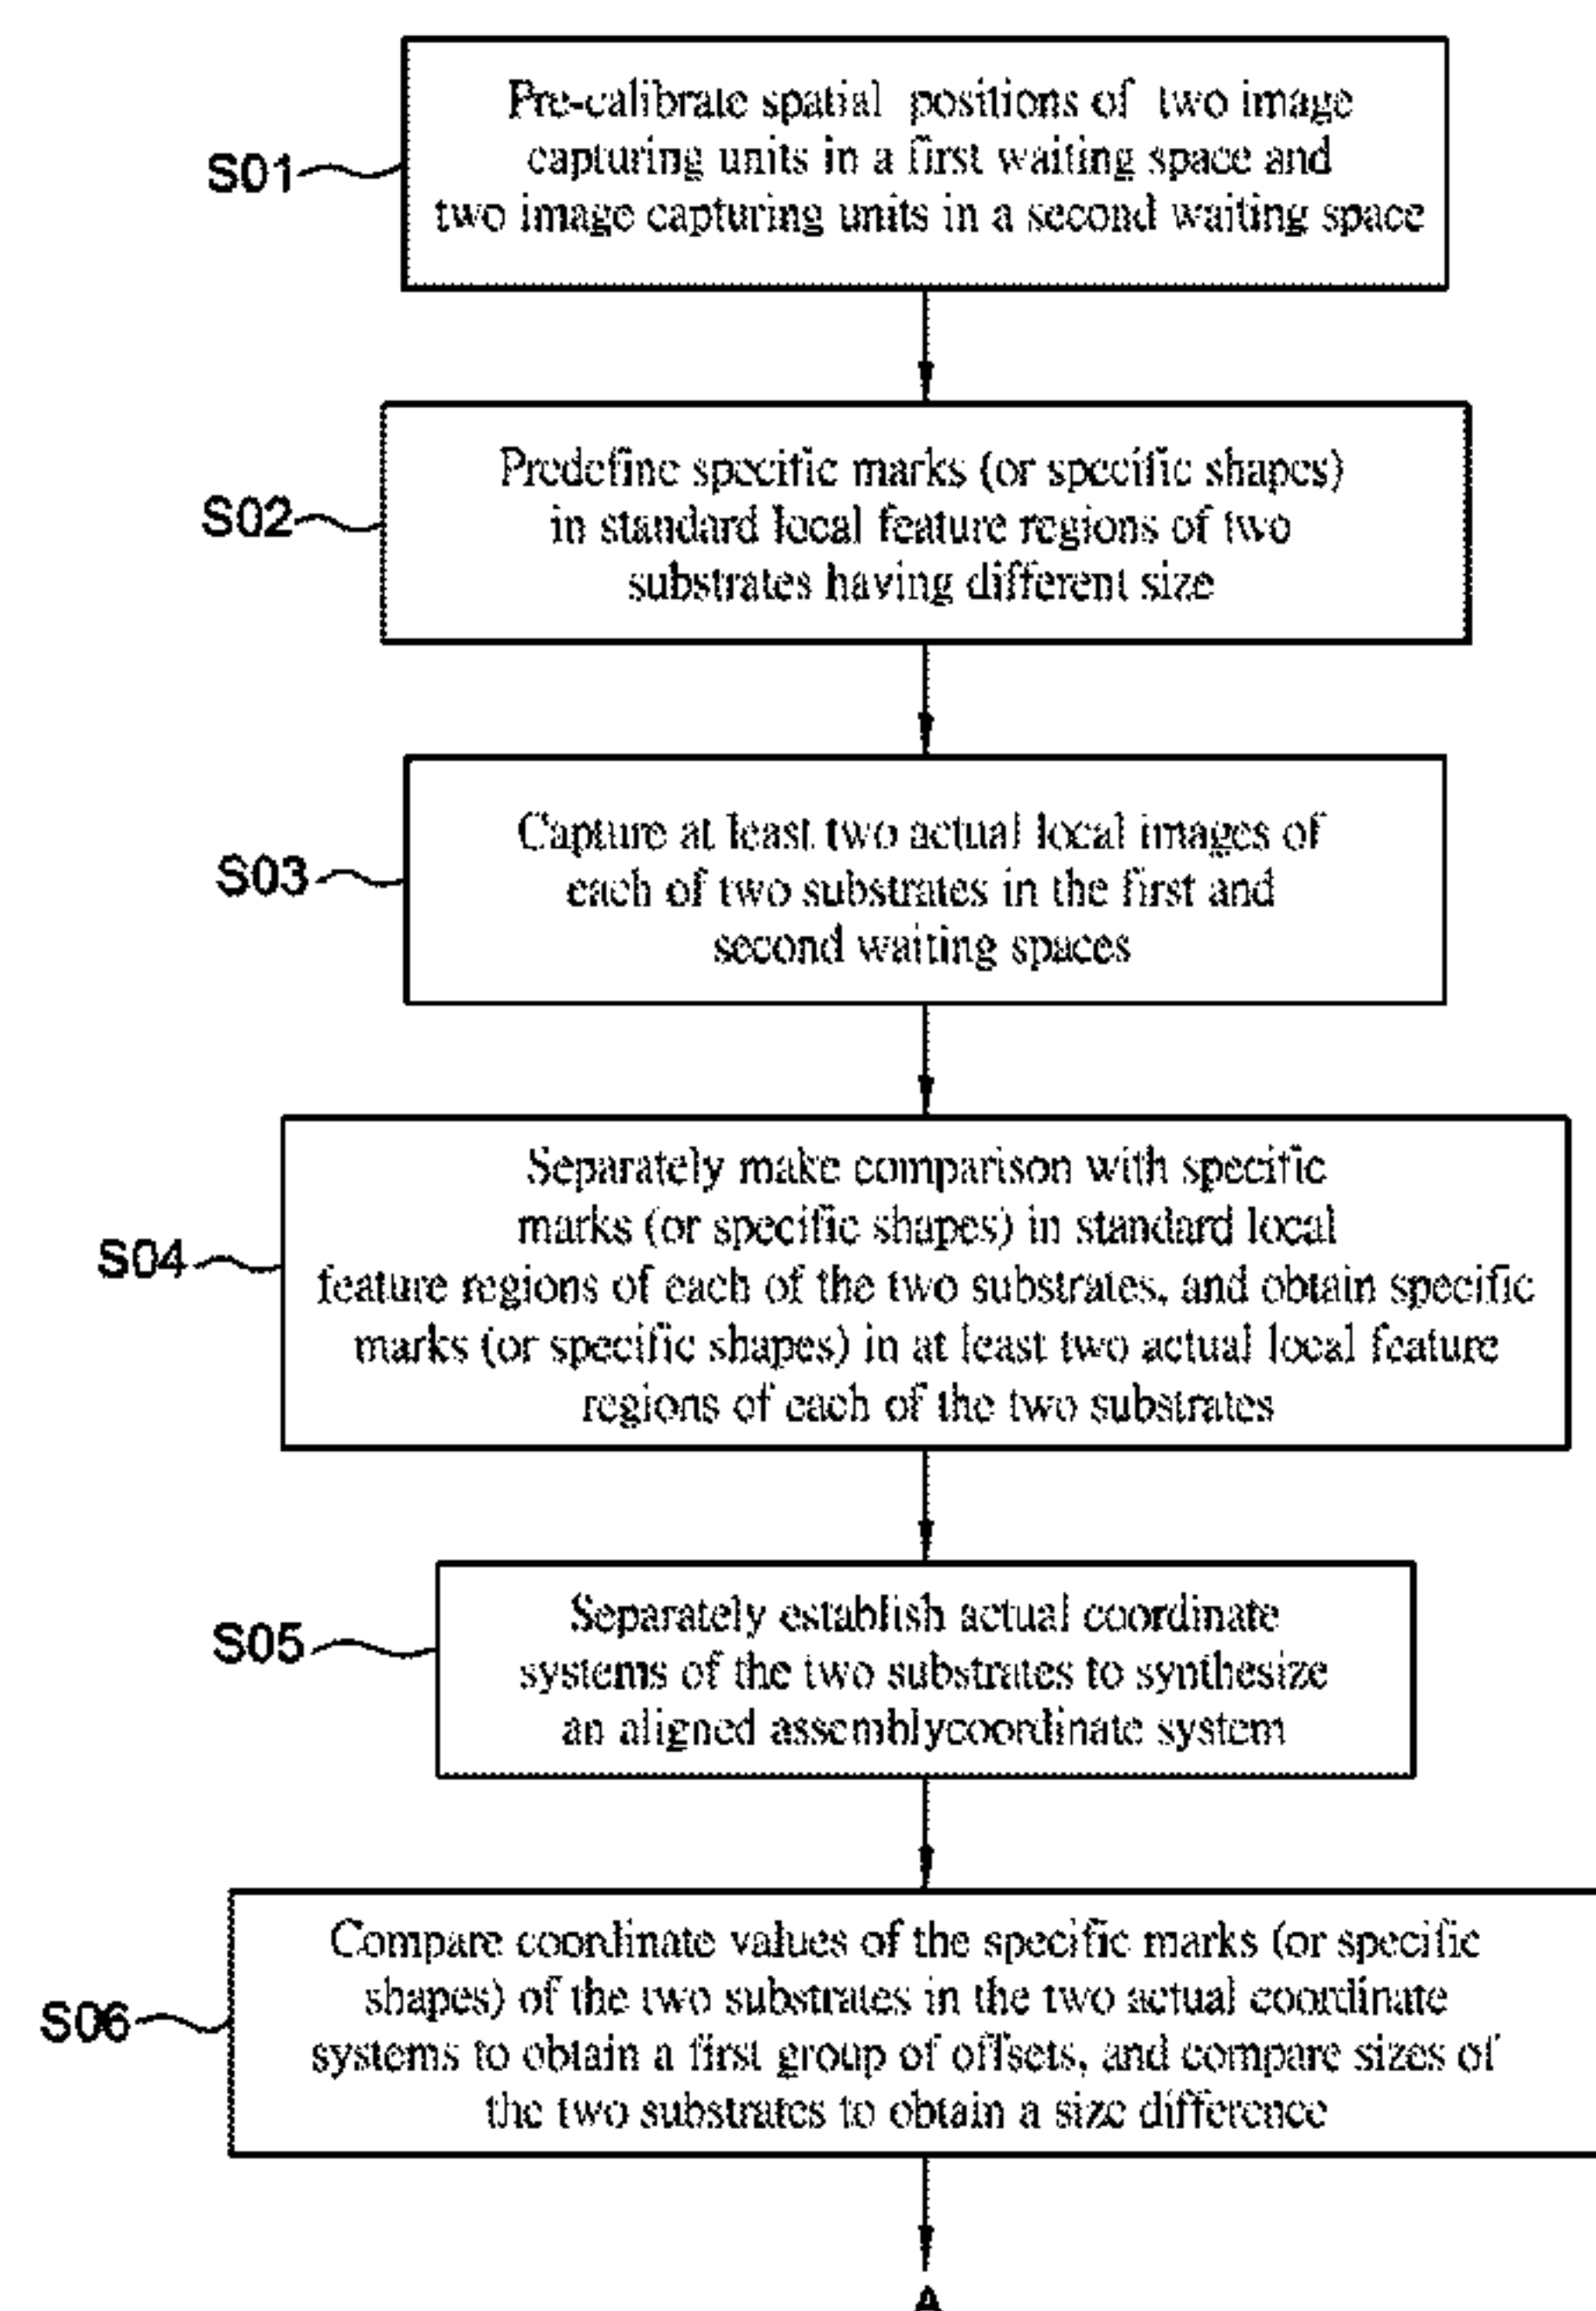 Pre-calibrate spatial positions of two image
capturing units in a first waiting space and
S01
two image capturing units in a second waiting space
Predefine specific marks (or specific shapes)
S02
in standard local feature regions of two
substrates having different size
Capture at least two actual local images of
S03
each of two substrates in the first and
second waiting spaces
Separately make comparison with specific
marks (or specific shapes) in standard local
S04
feature regions of each of the two substrates, and obtain specific
marks (or specific shapes) in at least two actual local feature
regions of each of the two substrates
Separately establish actual coordinate
S05
systems of the two substrates to synthesize
an aligned assemblycoordinate system
Compare coordinate values of the specific marks (or specific
shapes) of the two substrates in the two actual coordinate
S06
systems to obtain a first group of offsets, and compare sizes of
the two substrates to obtain a size difference
A